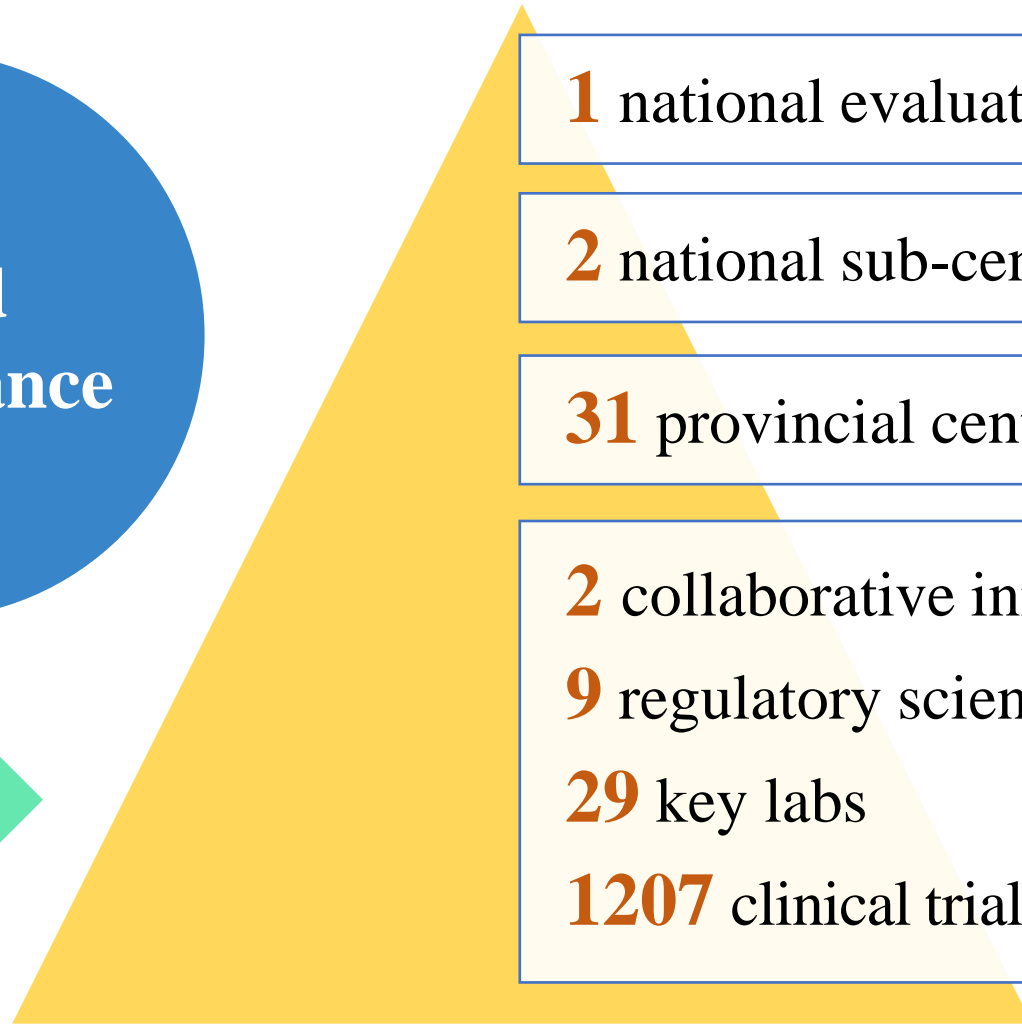 1 national evaluat
2 national sub-cen
31 provincial cent
ance
2 collaborative in
9 regulatory scien
29 key labs
1207 clinical trial